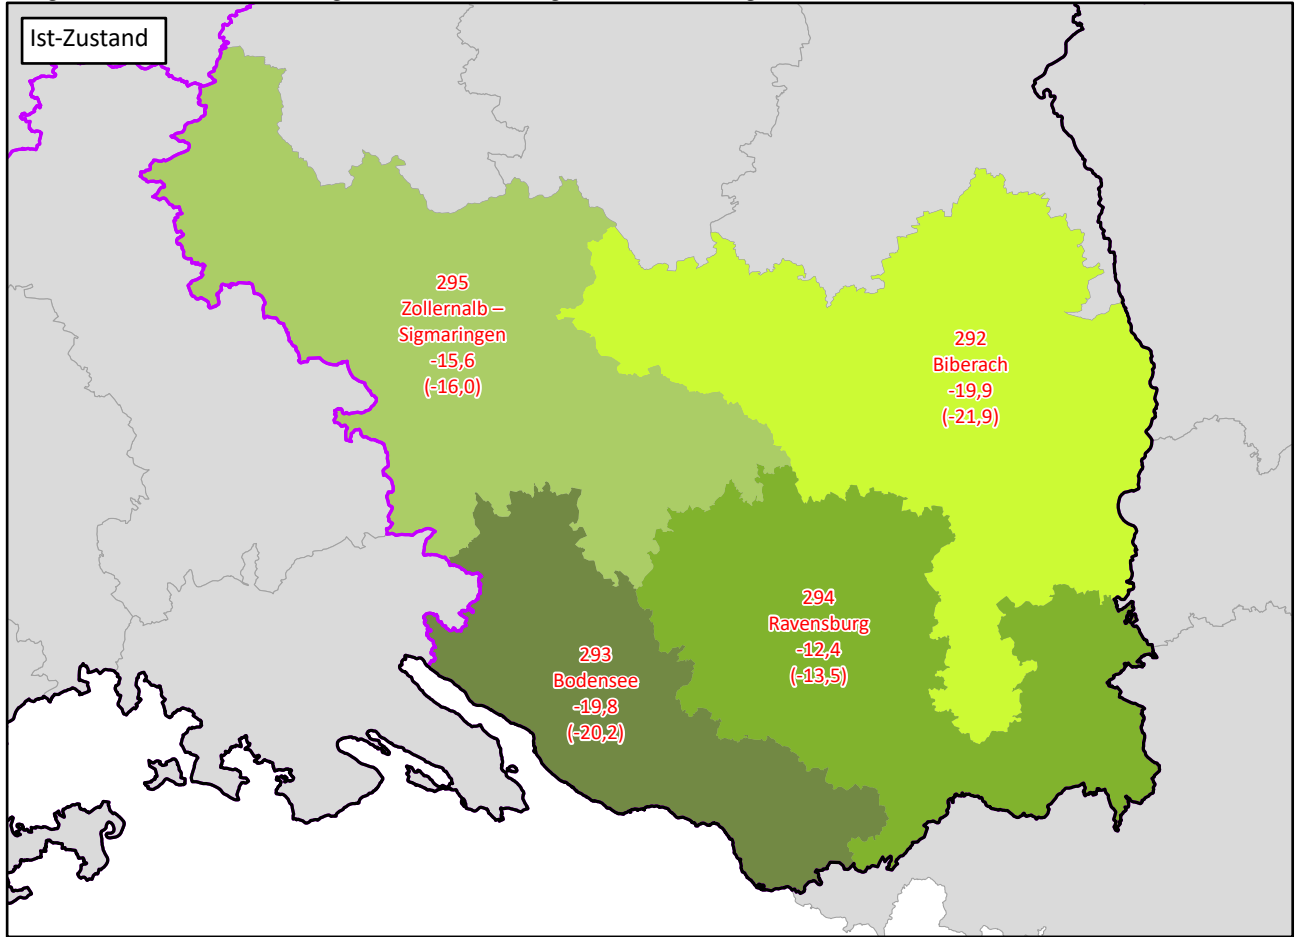 Ist-Zustand
295
Zollernalb –
Sigmaringen
-15,6
(-16,0)
292
Biberach
-19,9
(-21,9)
294
Ravensburg
-12,4
(-13,5)
293
Bodensee
-19,8
(-20,2)